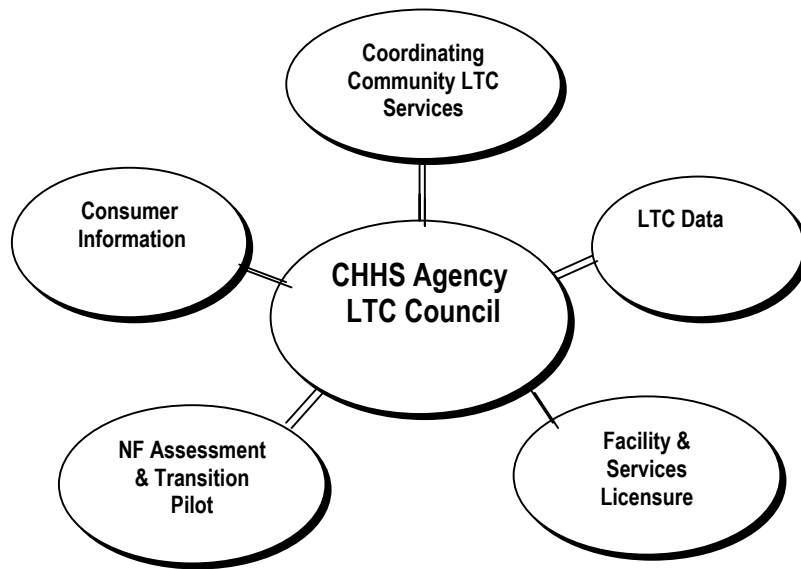 Coordinating
Community LTC
Services
Consumer
Information
LTC Data
CHHS Agency
LTC Council
NF Assessment
& Transition
Pilot
Facility &
Services
Licensure